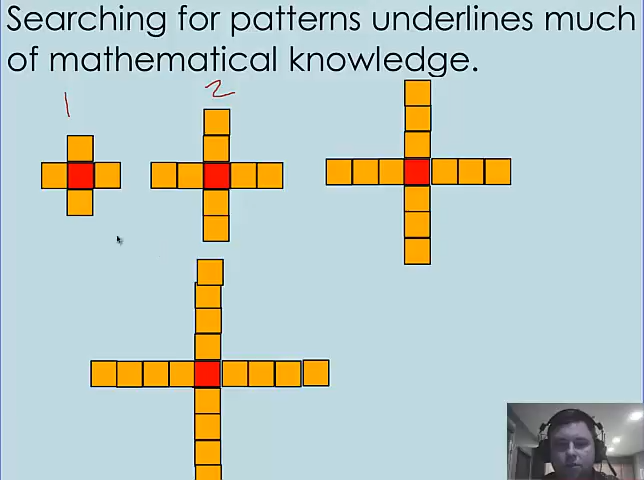 Searching for patterns underlines much
of mathematical knowledge.
1 2